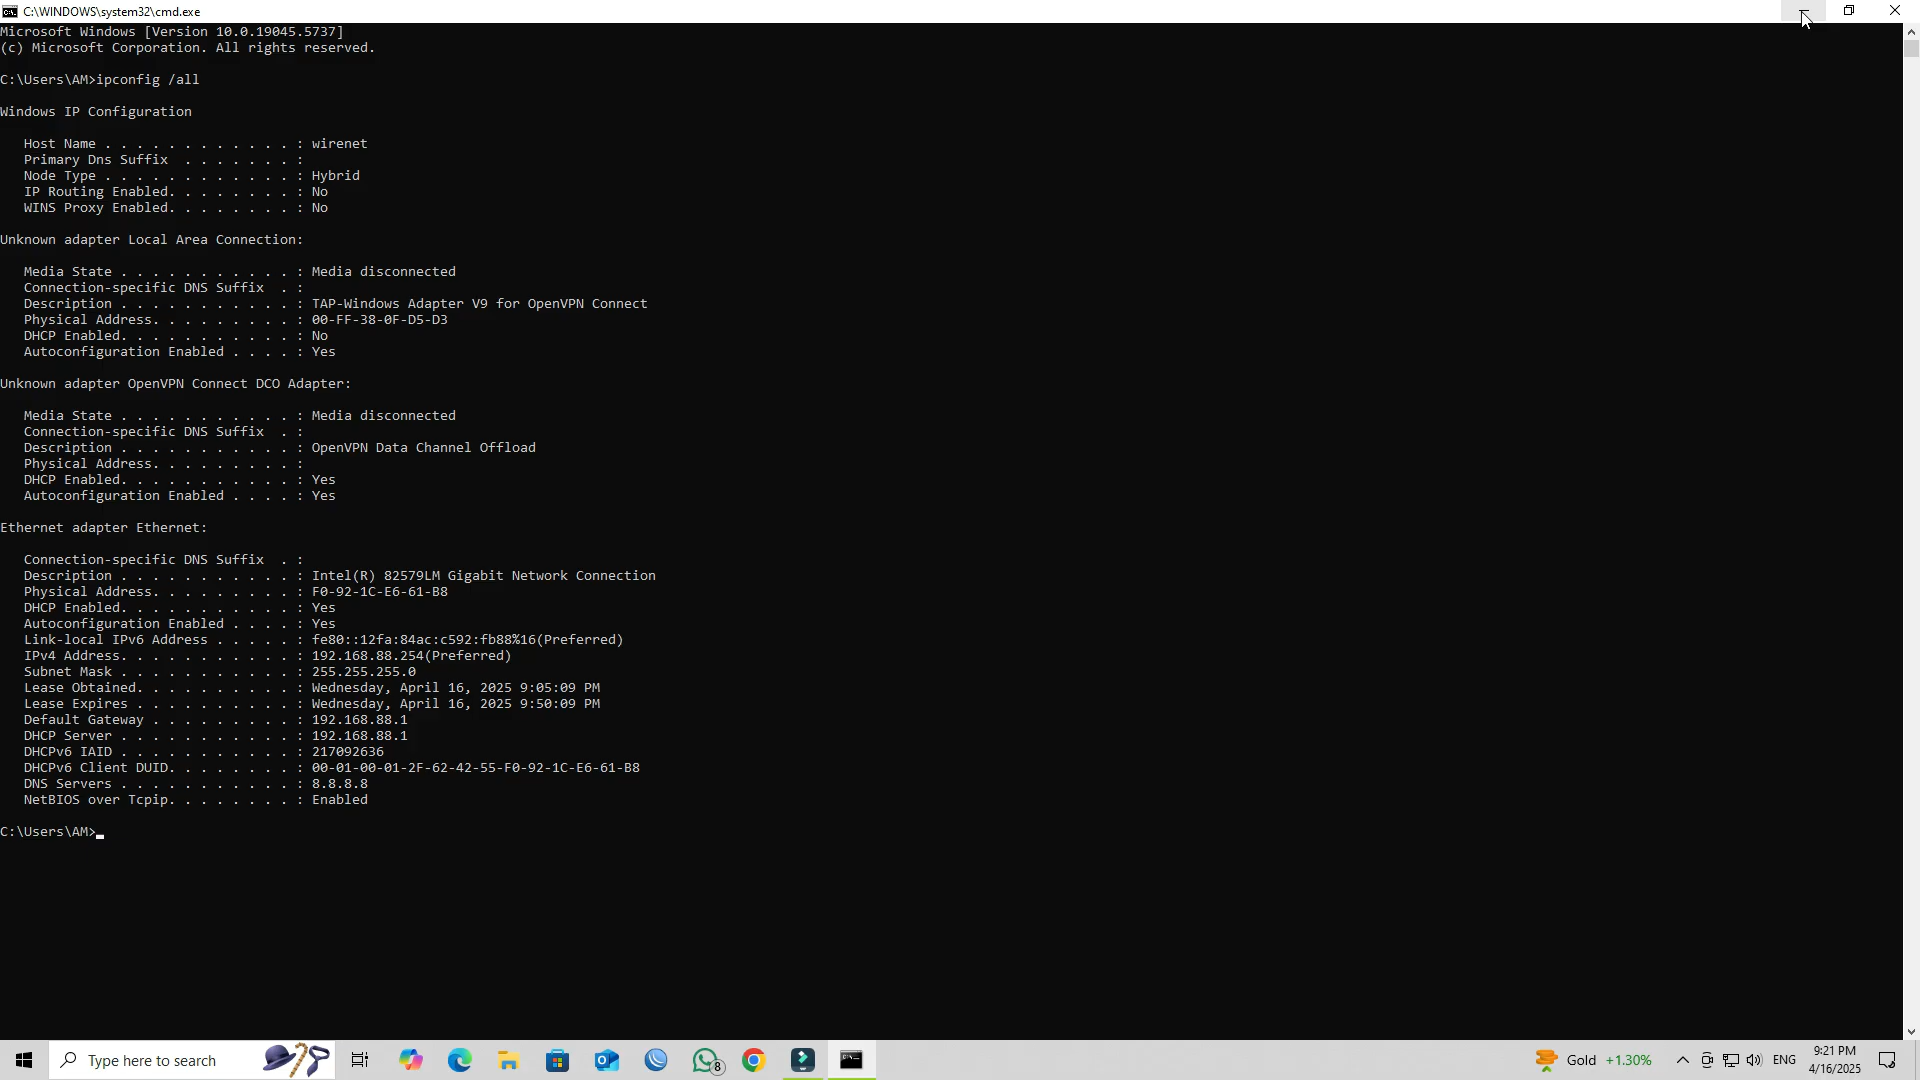 C:\WINDOWS\system32\cmd.exe
Microsoft Windows [Version 10.0.19045.5737]
(c) Microsoft Corporation. All rights reserved.
C:\Users\AM>ipconfig /all
Windows IP Configuration
Host Name . . . . . . . . . . . . : wirenet
Primary Dns Suffix  . . . . . . . :
Node Type . . . . . . . . . . . . : Hybrid
IP Routing Enabled. . . . . . . . : No
WINS Proxy Enabled. . . . . . . . : No
Unknown adapter Local Area Connection:
Media State . . . . . . . . . . . : Media disconnected
Connection-specific DNS Suffix  . :
Description . . . . . . . . . . . : TAP-Windows Adapter V9 for OpenVPN Connect
Physical Address. . . . . . . . . : 00-FF-38-0F-D5-D3
DHCP Enabled. . . . . . . . . . . : No
Autoconfiguration Enabled . . . . : Yes
Unknown adapter OpenVPN Connect DCO Adapter:
Media State . . . . . . . . . . . : Media disconnected
Connection-specific DNS Suffix  . :
Description . . . . . . . . . . . : OpenVPN Data Channel Offload
Physical Address. . . . . . . . . :
DHCP Enabled. . . . . . . . . . . : Yes
Autoconfiguration Enabled . . . . : Yes
Ethernet adapter Ethernet:
Connection-specific DNS Suffix  . :
Description . . . . . . . . . . . : Intel(R) 82579LM Gigabit Network Connection
Physical Address. . . . . . . . . : F0-92-1C-E6-61-B8
DHCP Enabled. . . . . . . . . . . : Yes
Autoconfiguration Enabled . . . . : Yes
Link-local IPv6 Address . . . . . : fe80::12fa:84ac:c592:fb88%16(Preferred)
IPv4 Address. . . . . . . . . . . : 192.168.88.254(Preferred)
Subnet Mask . . . . . . . . . . . : 255.255.255.0
Lease Obtained. . . . . . . . . . : Wednesday, April 16, 2025 9:05:09 PM
Lease Expires . . . . . . . . . . : Wednesday, April 16, 2025 9:50:09 PM
Default Gateway . . . . . . . . . : 192.168.88.1
DHCP Server . . . . . . . . . . . : 192.168.88.1
DHCPv6 IAID . . . . . . . . . . . : 217092636
DHCPv6 Client DUID. . . . . . . . : 00-01-00-01-2F-62-42-55-F0-92-1C-E6-61-B8
DNS Servers . . . . . . . . . . . : 8.8.8.8
NetBIOS over Tcpip. . . . . . . . : Enabled
C:\Users\AM>
Type here to search
8
Gold +1.30%
ENG
9:21 PM
4/16/2025